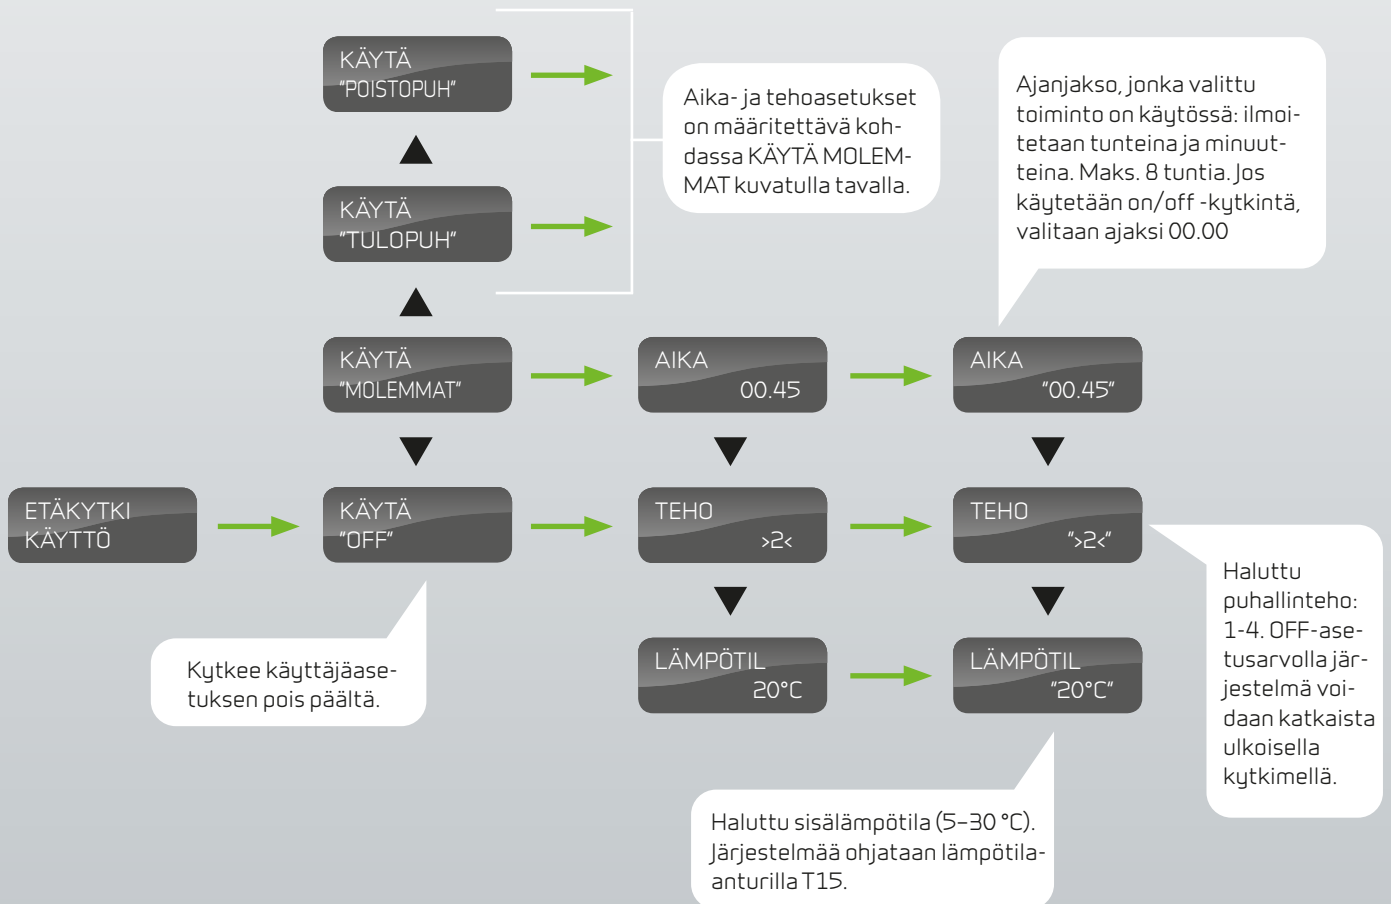 KÄYTÄ
"POISTOPUH"
Aika- ja tehoasetukset
on määritettävä koh-
dassa KÄYTÄ MOLEM-
MAT kuvatulla tavalla.
Ajanjakso, jonka valittu
toiminto on käytössä: ilmoi-
tetaan tunteina ja minuut-
teina. Maks. 8 tuntia. Jos
käytetään on/off -kytkintä,
valitaan ajaksi 00.00
KÄYTÄ
"TULOPUH"
KÄYTÄ
"MOLEMMAT"
AIKA
00.45
AIKA
"00.45"
ETÄKYTKI
KÄYTTÖ
KÄYTÄ
"OFF"
TEHO
>2<
TEHO
">2<"
Kytkee käyttäjäase-
tuksen pois päältä.
LÄMPÖTIL
20°C
LÄMPÖTIL
"20°C"
Haluttu
puhallinteho:
1-4. OFF-ase-
tusarvolla jär-
jestelmä voi-
daan katkaista
ulkoisella
kytkimellä.
Haluttu sisälämpötila (5–30 °C).
Järjestelmää ohjataan lämpötila-
anturilla T15.